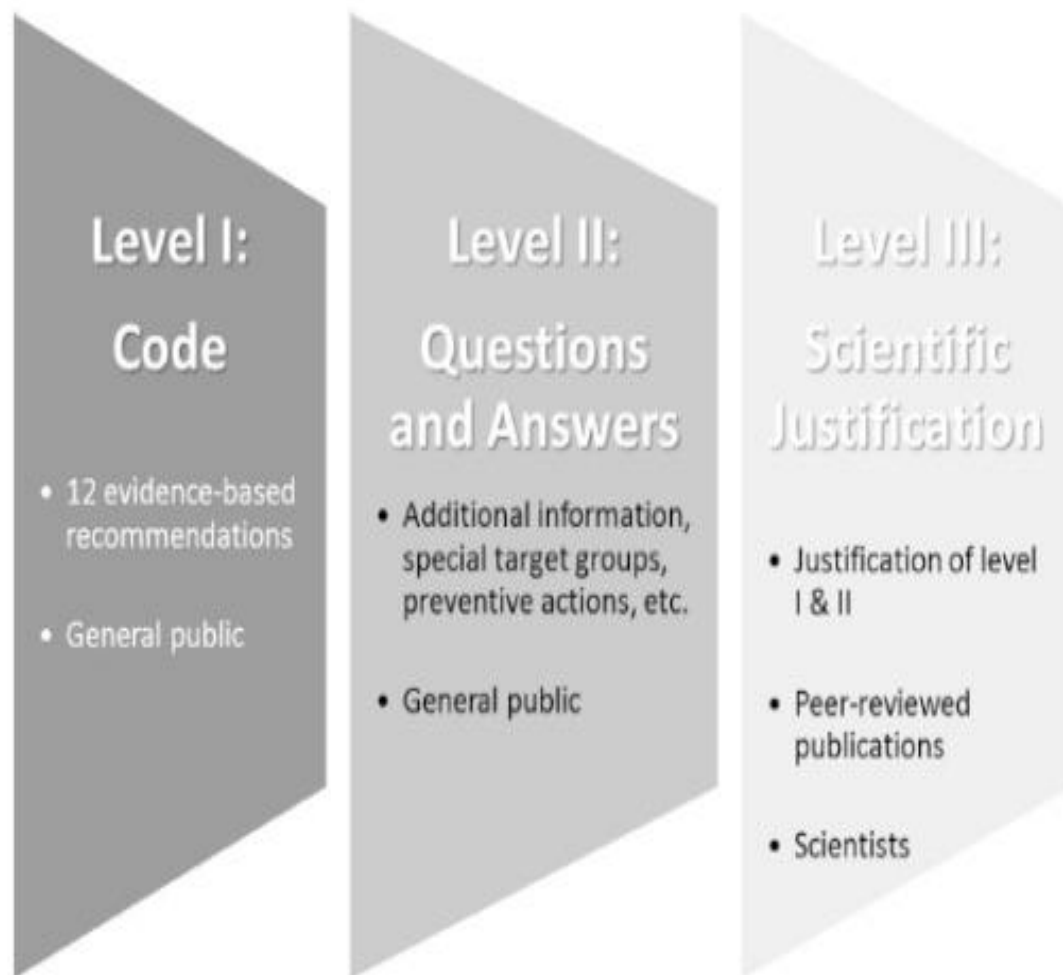 Level I:
Code
• 12 evidence-based
recommendations
• General public
Level II:
Questions
and Answers
• Additional information,
special target groups,
preventive actions, etc.
• General public
Level III:
Scientific
Justification
• Justification of level
I & II
• Peer-reviewed
publications
• Scientists